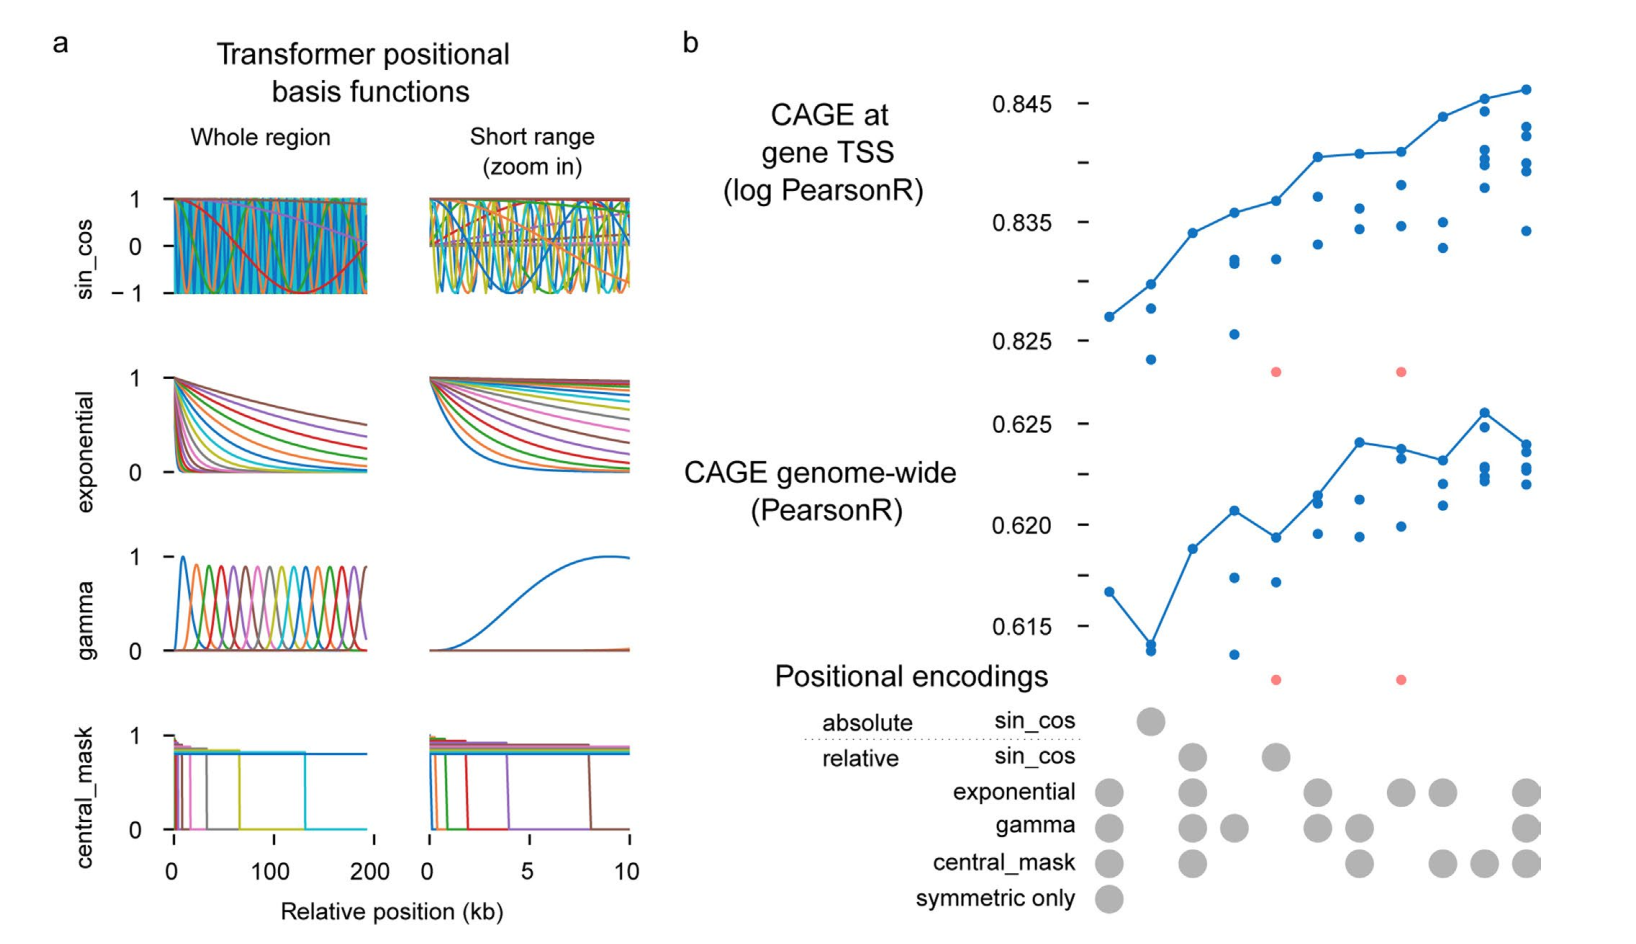 a
Transformer positional
basis functions
Whole region
Short range
(zoom in)
sin_cos
1
0
− 1
exponential
1
0
gamma
1
0
central_mask
1
0
0 100 200
0 5 10
Relative position (kb)
b
CAGE at
gene TSS
(log PearsonR)
0.845
0.835
0.825
CAGE genome-wide
(PearsonR)
0.625
0.620
0.615
Positional encodings
absolute sin_cos
relative sin_cos
exponential
gamma
central_mask
symmetric only